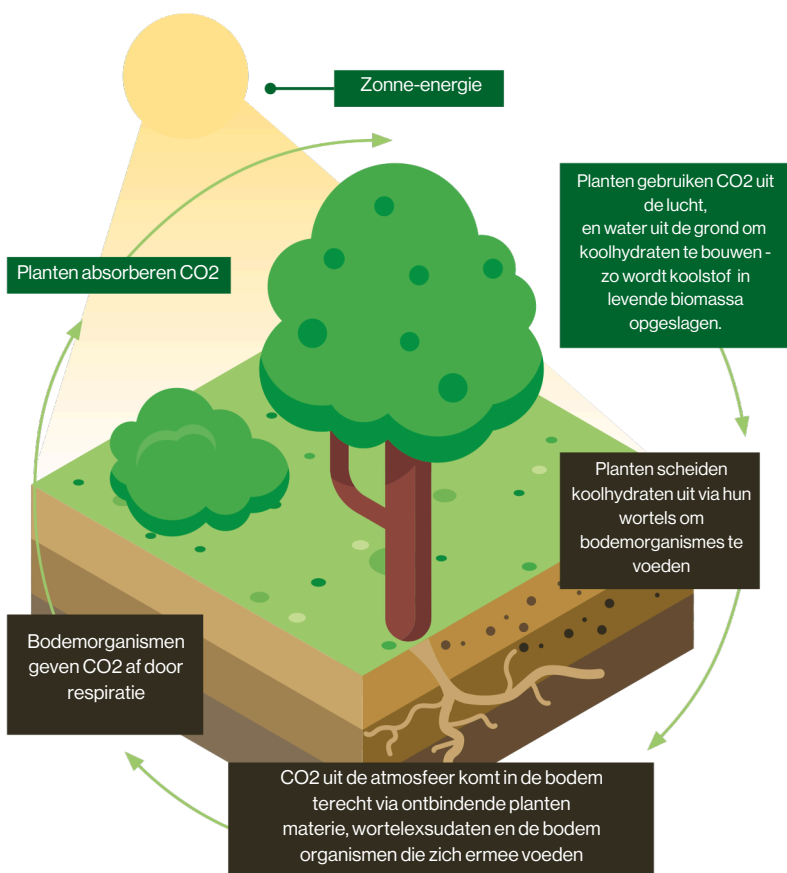 Zonne-energie
Planten absorberen CO2
Planten gebruiken CO2 uit
de lucht,
en water uit de grond om
koolhydraten te bouwen -
zo wordt koolstof in
levende biomassa
opgeslagen.
Planten scheiden
koolhydraten uit via hun
wortels om
bodemorganismes te
voeden
CO2 uit de atmosfeer komt in de bodem
terecht via ontbindende planten
materie, wortelexsudaten en de bodem
organismen die zich ermee voeden
Bodemorganismen
geven CO2 af door
respiratie